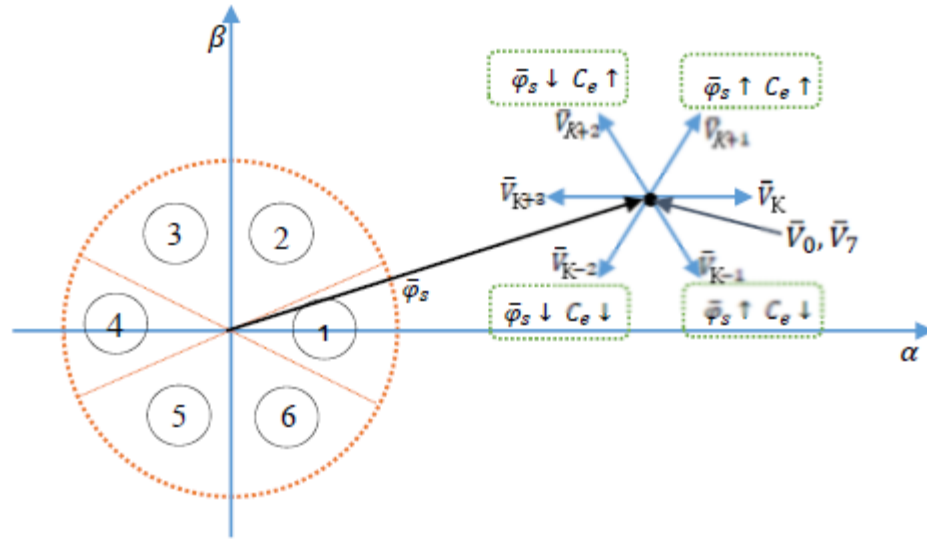 β
φ̄ₛ ↓ Cₑ ↑
φ̄ₛ ↑ Cₑ ↑
V̄K+2
V̄K+1
V̄K+3
V̄K
V̄0, V̄7
V̄K−2
V̄K−1
φ̄ₛ ↓ Cₑ ↓
φ̄ₛ ↑ Cₑ ↓
3
2
4
1
5
6
φ̄ₛ
α